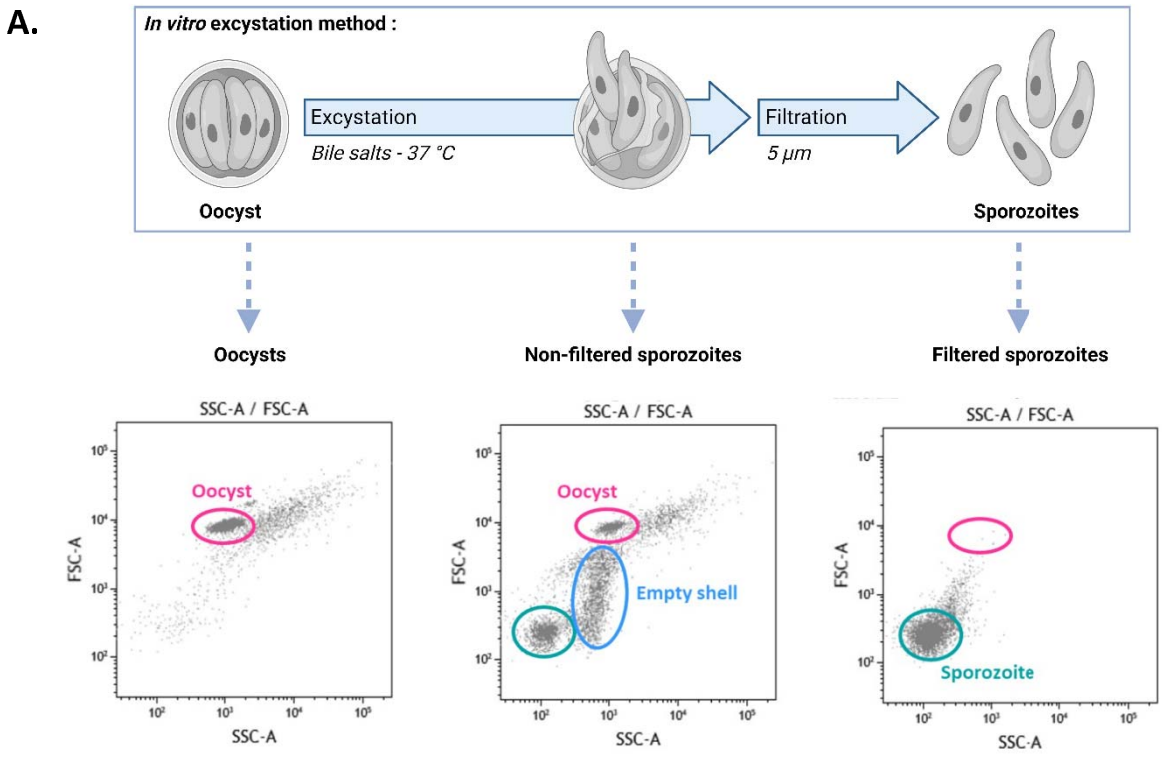 A.
In vitro excystation method :
Excystation
Bile salts - 37 °C
Filtration
5 µm
Oocyst
Sporozoites
Oocysts
Non-filtered sporozoites
Filtered sporozoites
SSC-A / FSC-A
10⁵
10⁴
10³
10²
FSC-A
Oocyst
10²
10³
10⁴
10⁵
SSC-A
SSC-A / FSC-A
10⁵
10⁴
10³
10²
FSC-A
Oocyst
Empty shell
10²
10³
10⁴
10⁵
SSC-A
SSC-A / FSC-A
10⁵
10⁴
10³
10²
FSC-A
Sporozoite
10²
10³
10⁴
10⁵
SSC-A